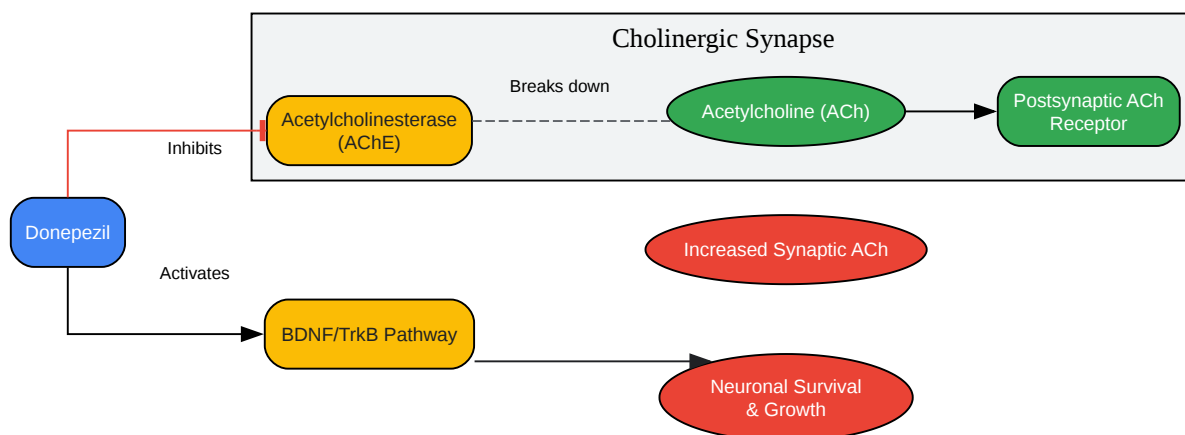 Cholinergic Synapse
Breaks down
Acetylcholinesterase
(AChE)
Acetylcholine (ACh)
Postsynaptic ACh
Receptor
Inhibits
Donepezil
Increased Synaptic ACh
Activates
BDNF/TrkB Pathway
Neuronal Survival
& Growth